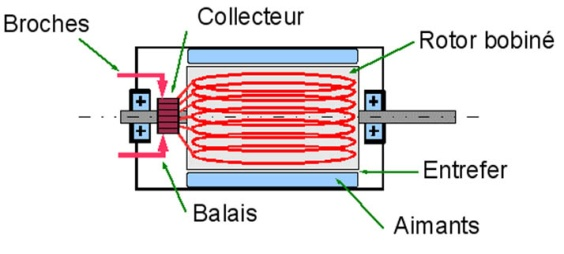 Collecteur
Broches
Rotor bobiné
+
+
+
+
Entrefer
Balais
Aimants